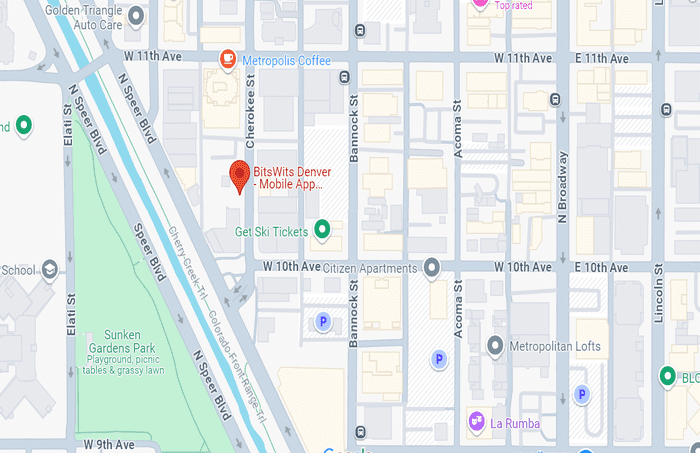 Top rated
Golden Triangle
Auto Care
W 11th Ave
Metropolis Coffee
W 11th Ave
E 11th Ave
N Speer Blvd
N Speer Blvd
Elati St
Cherokee St
Bannock St
Acoma St
Lincoln St
nd
BitsWits Denver
- Mobile App...
N Broadway
Get Ski Tickets
Speer Blvd
Cherry Creek Trl
W 10th Ave
Citizen Apartments
W 10th Ave
E 10th Ave
School
Elati St
Bannock St
Acoma St
Lincoln St
Colorado Front Range Trl
P
Sunken
Gardens Park
Playground, picnic
tables & grassy lawn
N Speer Blvd
P
Metropolitan Lofts
BLC
P
La Rumba
W 9th Ave
Google